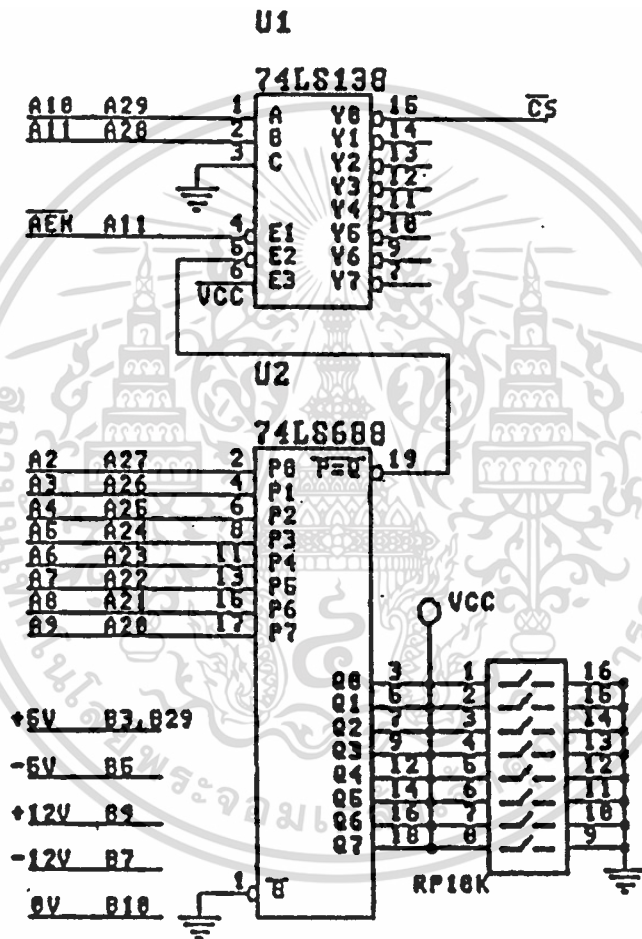 U1
74LS138
A10 A29 1 A Y0 15 CS
A11 A28 2 B Y1 14
3 C Y2 13
Y3 12
Y4 11
AEN A11 4 E1 Y5 10
5 E2 Y6 9
VCC 6 E3 Y7 7
U2
74LS688
A2 A27 2 P0 P=Q 19
A3 A26 4 P1
A4 A25 6 P2
A5 A24 8 P3
A6 A23 11 P4
A7 A22 13 P5
A8 A21 15 P6
A9 A20 17 P7
VCC
Q0 3 1 16
Q1 5 2 15
Q2 7 3 14
Q3 9 4 13
Q4 12 5 12
Q5 14 6 11
Q6 16 7 10
Q7 18 8 9
RP10K
+5V B3,B29
-5V B5
+12V B9
-12V B7
0V B10
1 G